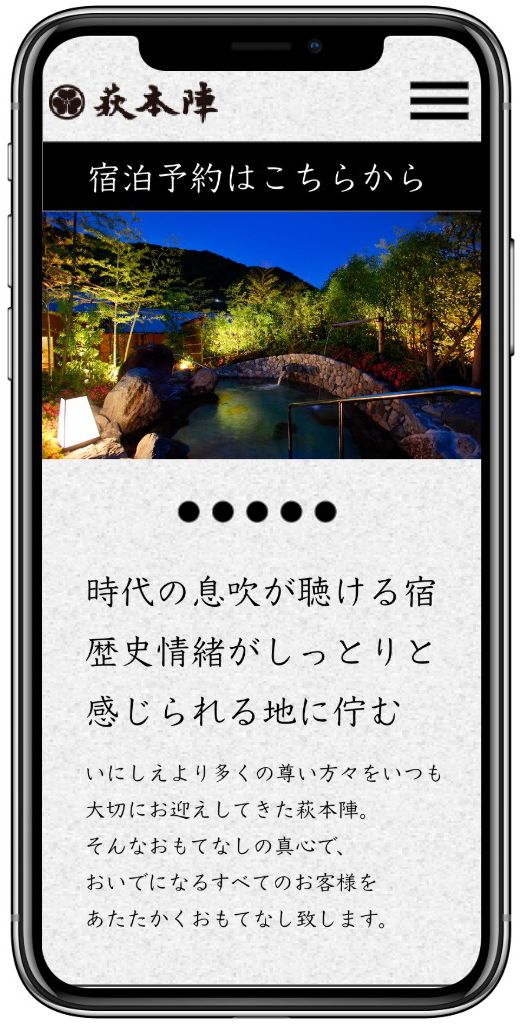 萩本陣
宿泊予約はこちらから
時代の息吹が聴ける宿
歴史情緒がしっとりと
感じられる地に佇む
いにしえより多くの尊い方々をいつも
大切にお迎えしてきた萩本陣。
そんなおもてなしの真心で、
おいでになるすべてのお客様を
あたたかくおもてなし致します。